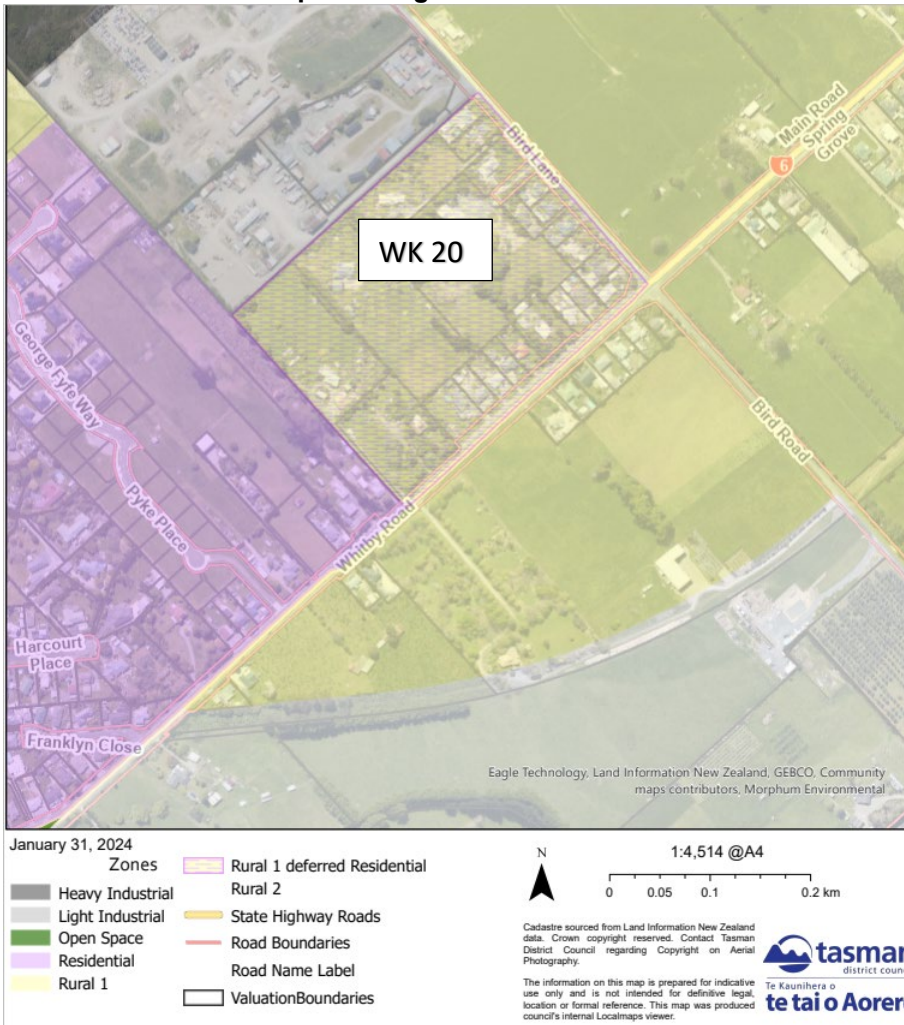 WK 20
Bird Lane
Main Road
Spring
Grove
6
George Fyfe Way
Pyke Place
Whitby Road
Bird Road
Harcourt
Place
Franklyn Close
Eagle Technology, Land Information New Zealand, GEBCO, Community
maps contributors, Morphum Environmental
January 31, 2024
Zones
Heavy Industrial
Light Industrial
Open Space
Residential
Rural 1
Rural 1 deferred Residential
Rural 2
State Highway Roads
Road Boundaries
Road Name Label
ValuationBoundaries
N
1:4,514 @A4
0 0.05 0.1 0.2 km
Cadastre sourced from Land Information New Zealand
data. Crown copyright reserved. Contact Tasman
District Council regarding Copyright on Aerial
Photography.
The information on this map is prepared for indicative
use only and is not intended for definitive legal,
location or formal reference. This map was produced
council's internal Localmaps viewer.
tasman
district counc
Te Kaunihera o
te tai o Aorere